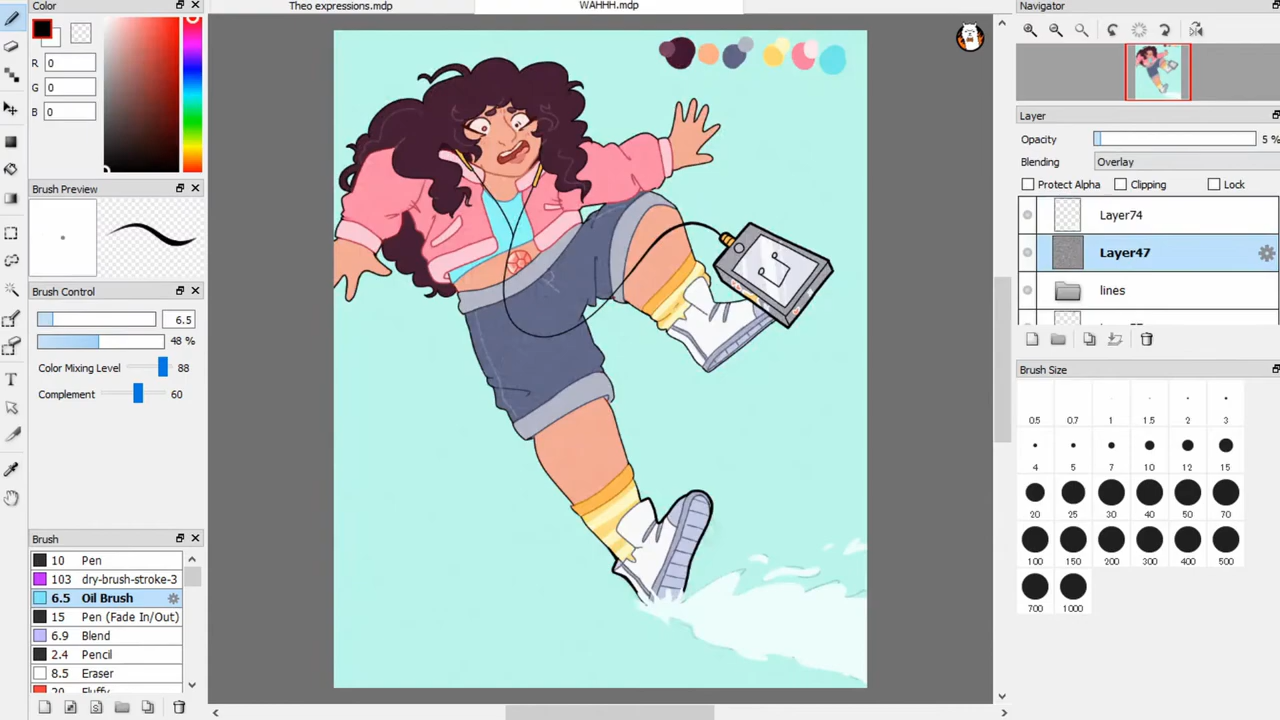 Color
Theo expressions.mdp
WAHHH.mdp
Navigator
R
0
G
0
B
0
Layer
Opacity
5 %
Blending
Overlay
Protect Alpha
Clipping
Lock
Brush Preview
Layer74
Layer47
lines
Brush Control
6.5
48 %
Color Mixing Level
88
Complement
60
Brush Size
0.5 0.7 1 1.5 2 3
4 5 7 10 12 15
20 25 30 40 50 70
100 150 200 300 400 500
700 1000
Brush
10 Pen
103 dry-brush-stroke-3
6.5 Oil Brush
15 Pen (Fade In/Out)
6.9 Blend
2.4 Pencil
8.5 Eraser
20 Fluffy
T